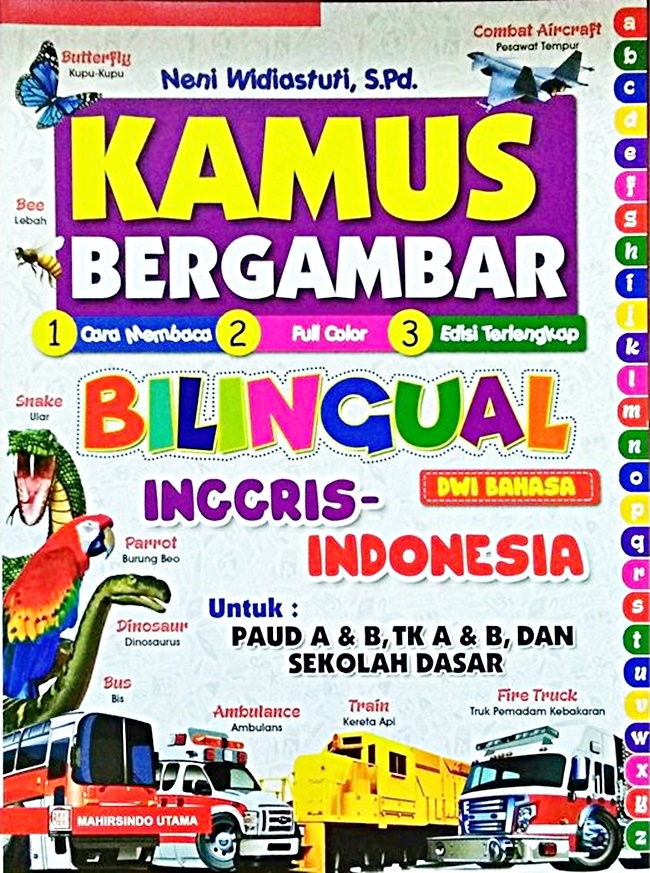 Butterfly
Kupu-Kupu
Combat Aircraft
Pesawat Tempur
Neni Widiastuti, S.Pd.
KAMUS
BERGAMBAR
Bee
Lebah
1 Cara Membaca 2 Full Color 3 Edisi Terlengkap
BILINGUAL
Snake
Ular
DWI BAHASA
INGGRIS-
INDONESIA
Parrot
Burung Beo
Dinosaur
Dinosaurus
Untuk :
PAUD A & B, TK A & B, DAN
SEKOLAH DASAR
Bus
Bis
Ambulance
Ambulans
Train
Kereta Api
Fire Truck
Truk Pemadam Kebakaran
MAHIRSINDO UTAMA
a
b
c
d
e
f
g
h
i
j
k
l
m
n
o
p
q
r
s
t
u
v
w
x
y
z